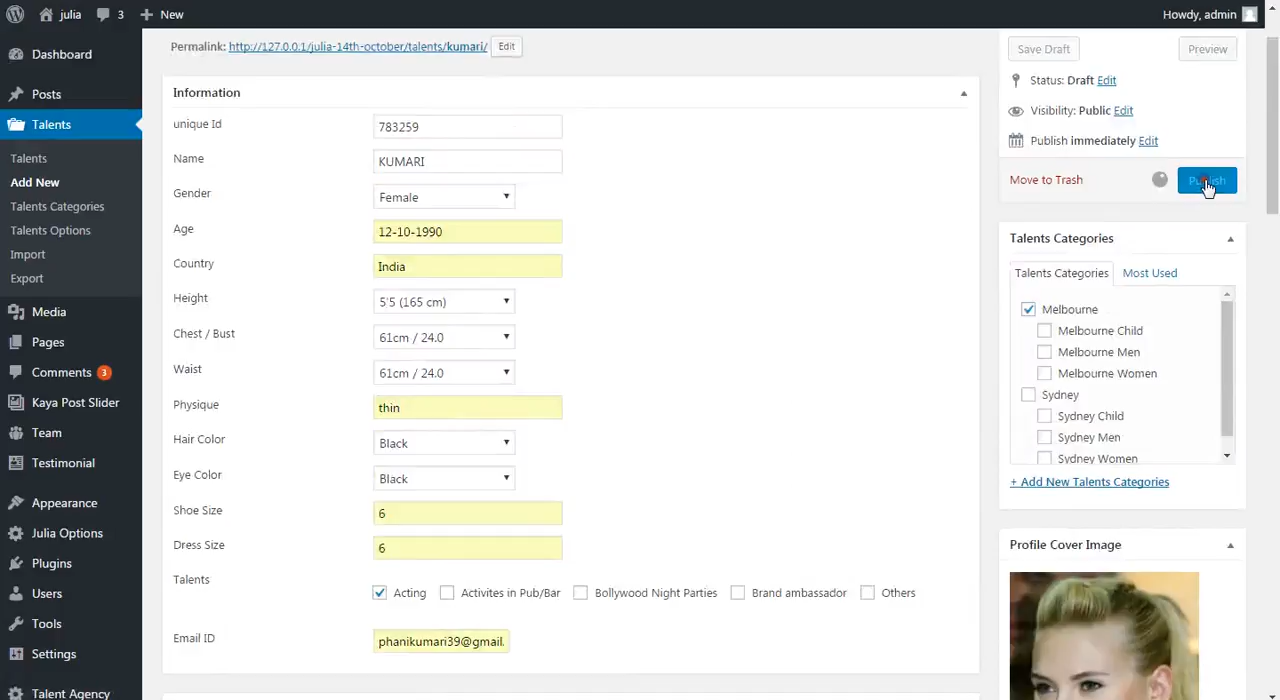 julia
3
New
Howdy, admin
Dashboard
Posts
Talents
Talents
Add New
Talents Categories
Talents Options
Import
Export
Media
Pages
Comments 3
Kaya Post Slider
Team
Testimonial
Appearance
Julia Options
Plugins
Users
Tools
Settings
Talent Agency
Permalink: http://127.0.0.1/julia-14th-october/talents/kumari/ Edit
Information
unique Id 783259
Name KUMARI
Gender Female
Age 12-10-1990
Country India
Height 5'5 (165 cm)
Chest / Bust 61cm / 24.0
Waist 61cm / 24.0
Physique thin
Hair Color Black
Eye Color Black
Shoe Size 6
Dress Size 6
Talents
Acting Activites in Pub/Bar Bollywood Night Parties Brand ambassador Others
Email ID phanikumari39@gmail.
Save Draft Preview
Status: Draft Edit
Visibility: Public Edit
Publish immediately Edit
Move to Trash Publish
Talents Categories
Talents Categories Most Used
Melbourne
Melbourne Child
Melbourne Men
Melbourne Women
Sydney
Sydney Child
Sydney Men
Sydney Women
+ Add New Talents Categories
Profile Cover Image